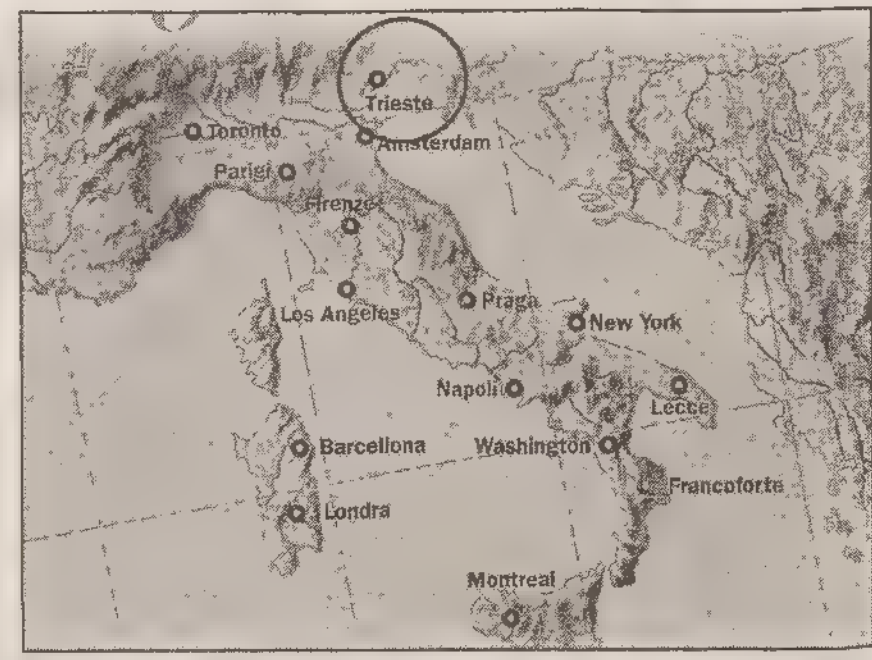 Trieste
Toronto
Amsterdam
Parigi
Firenze
Los Angeles
Praga
New York
Napoli
Lecce
Barcellona
Washington
Francoforte
Londra
Montreal